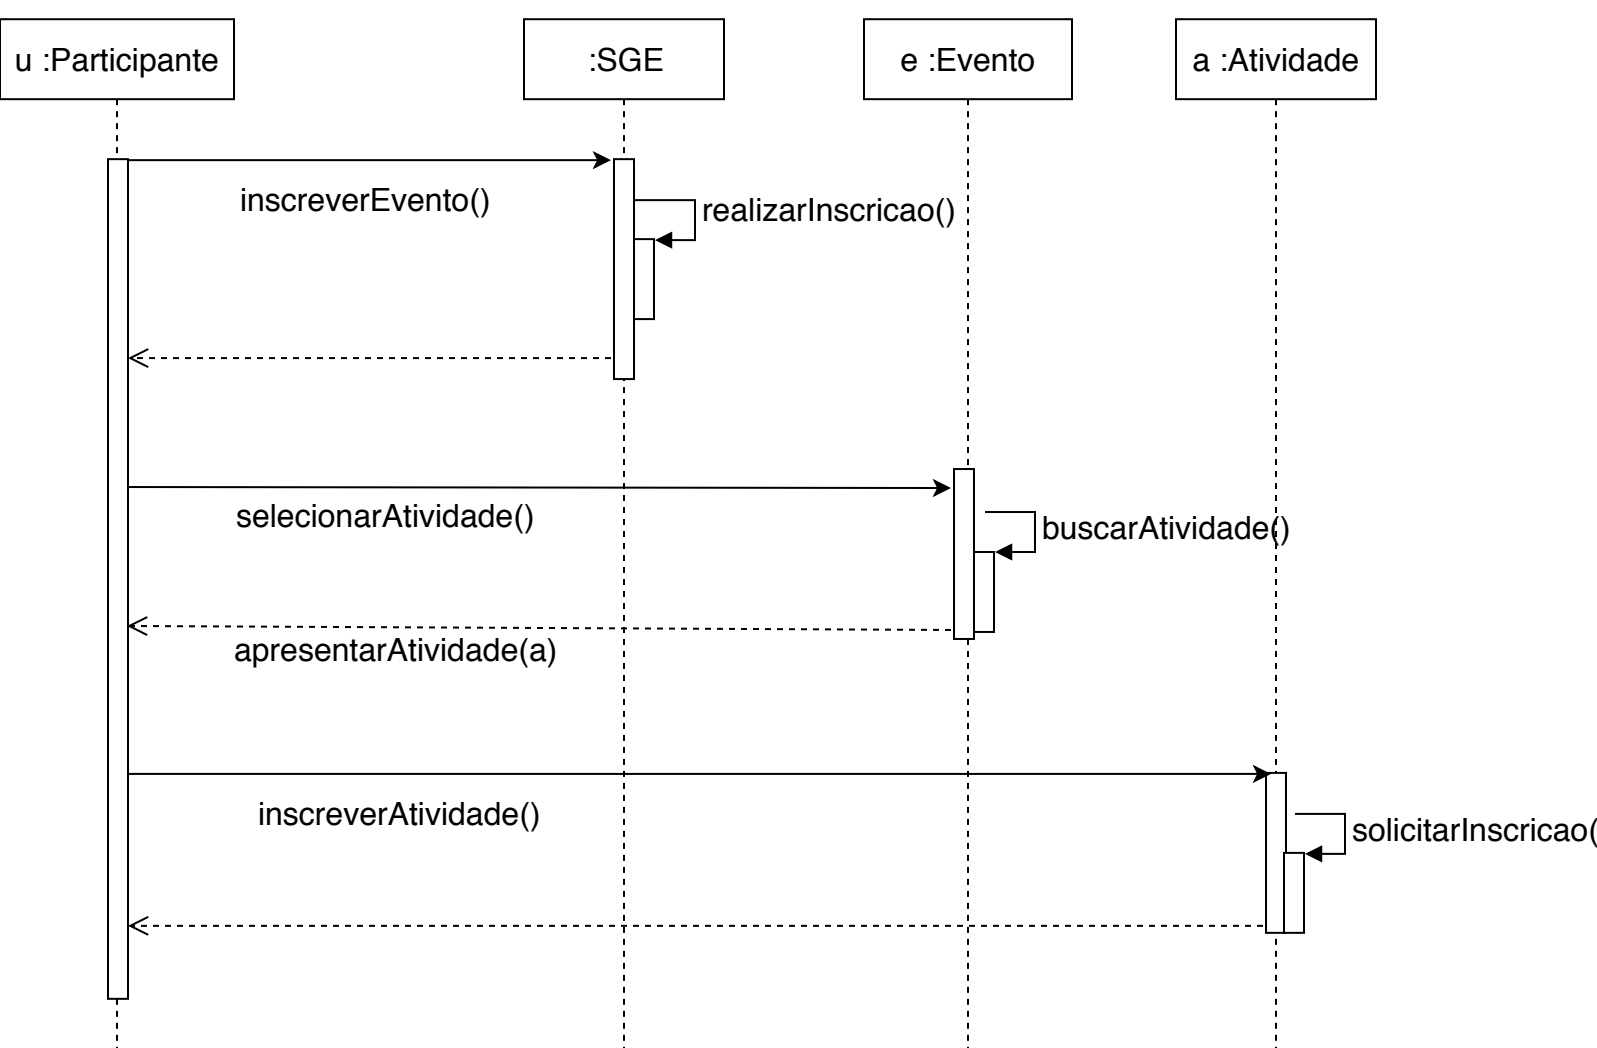 u :Participante
:SGE
e :Evento
a :Atividade
inscreverEvento()
realizarInscricao()
selecionarAtividade()
buscarAtividade()
apresentarAtividade(a)
inscreverAtividade()
solicitarInscricao(